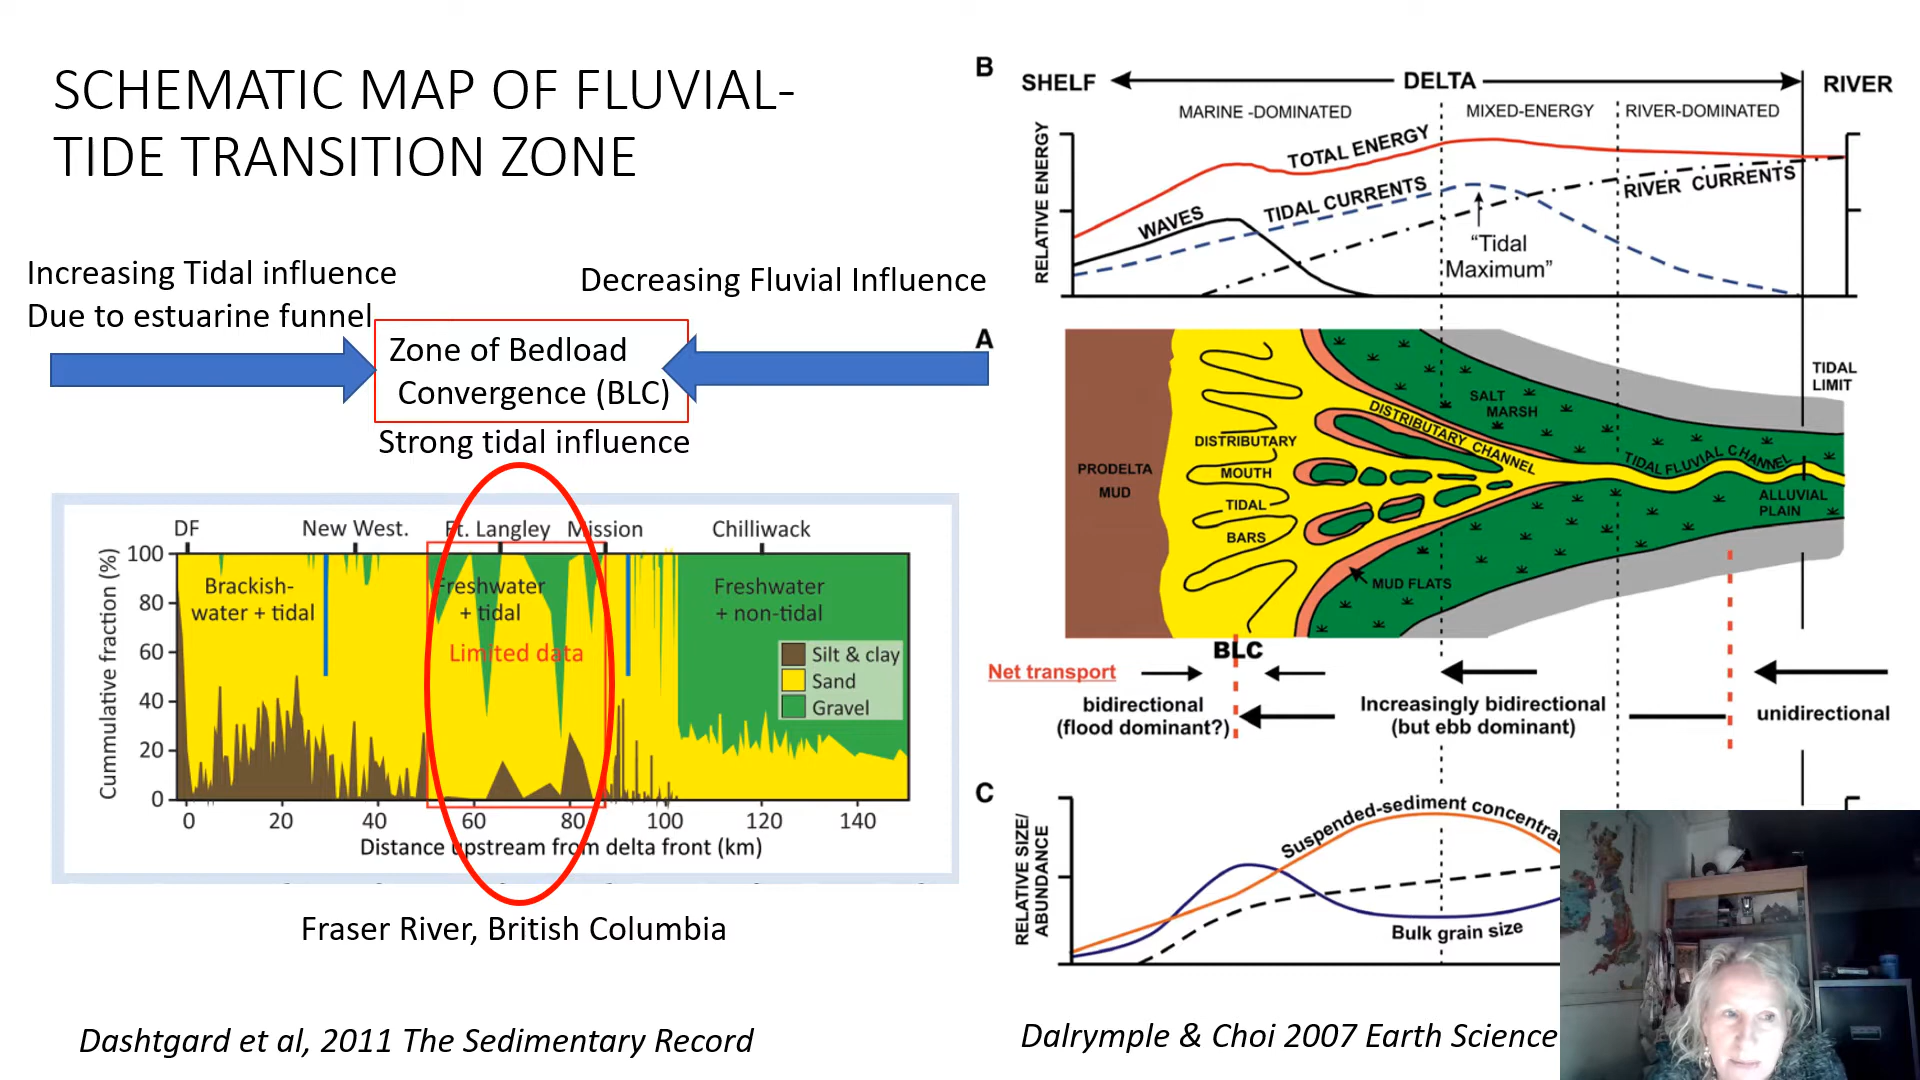 SCHEMATIC MAP OF FLUVIAL-
TIDE TRANSITION ZONE
Increasing Tidal influence
Due to estuarine funnel
Decreasing Fluvial Influence
Zone of Bedload
Convergence (BLC)
Strong tidal influence
DF
New West.
Ft. Langley
Mission
Chilliwack
Cummulative fraction (%)
100
80
60
40
20
0
Brackish-
water + tidal
Freshwater
+ tidal
Limited data
Freshwater
+ non-tidal
Silt & clay
Sand
Gravel
0 20 40 60 80 100 120 140
Distance upstream from delta front (km)
Fraser River, British Columbia
Dashtgard et al, 2011 The Sedimentary Record
B
SHELF
DELTA
RIVER
MARINE -DOMINATED
MIXED-ENERGY
RIVER-DOMINATED
RELATIVE ENERGY
TOTAL ENERGY
WAVES
TIDAL CURRENTS
RIVER CURRENTS
“Tidal
Maximum”
A
TIDAL
LIMIT
PRODELTA
MUD
DISTRIBUTARY
MOUTH
TIDAL
BARS
DISTRIBUTARY CHANNEL
SALT
MARSH
TIDAL FLUVIAL CHANNEL
ALLUVIAL
PLAIN
MUD FLATS
BLC
Net transport
bidirectional
(flood dominant?)
Increasingly bidirectional
(but ebb dominant)
unidirectional
C
RELATIVE SIZE/
ABUNDANCE
Suspended-sediment concentra
Bulk grain size
Dalrymple & Choi 2007 Earth Science